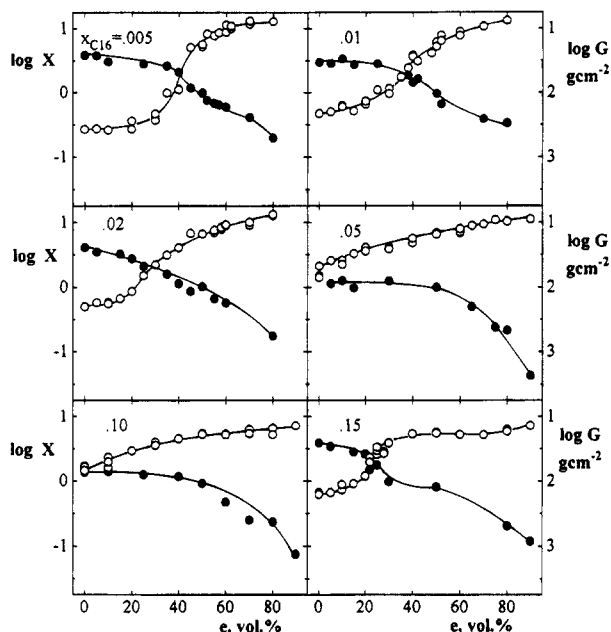 x_C16=.005 .01
log X 1 0 -1
1 2 3 log G gcm⁻²
.02 .05
log X 1 0 -1
1 2 3 log G gcm⁻²
.10 .15
log X 1 0 -1
1 2 3 log G gcm⁻²
0 20 40 60 80 0 20 40 60 80
e, vol.% e, vol.%